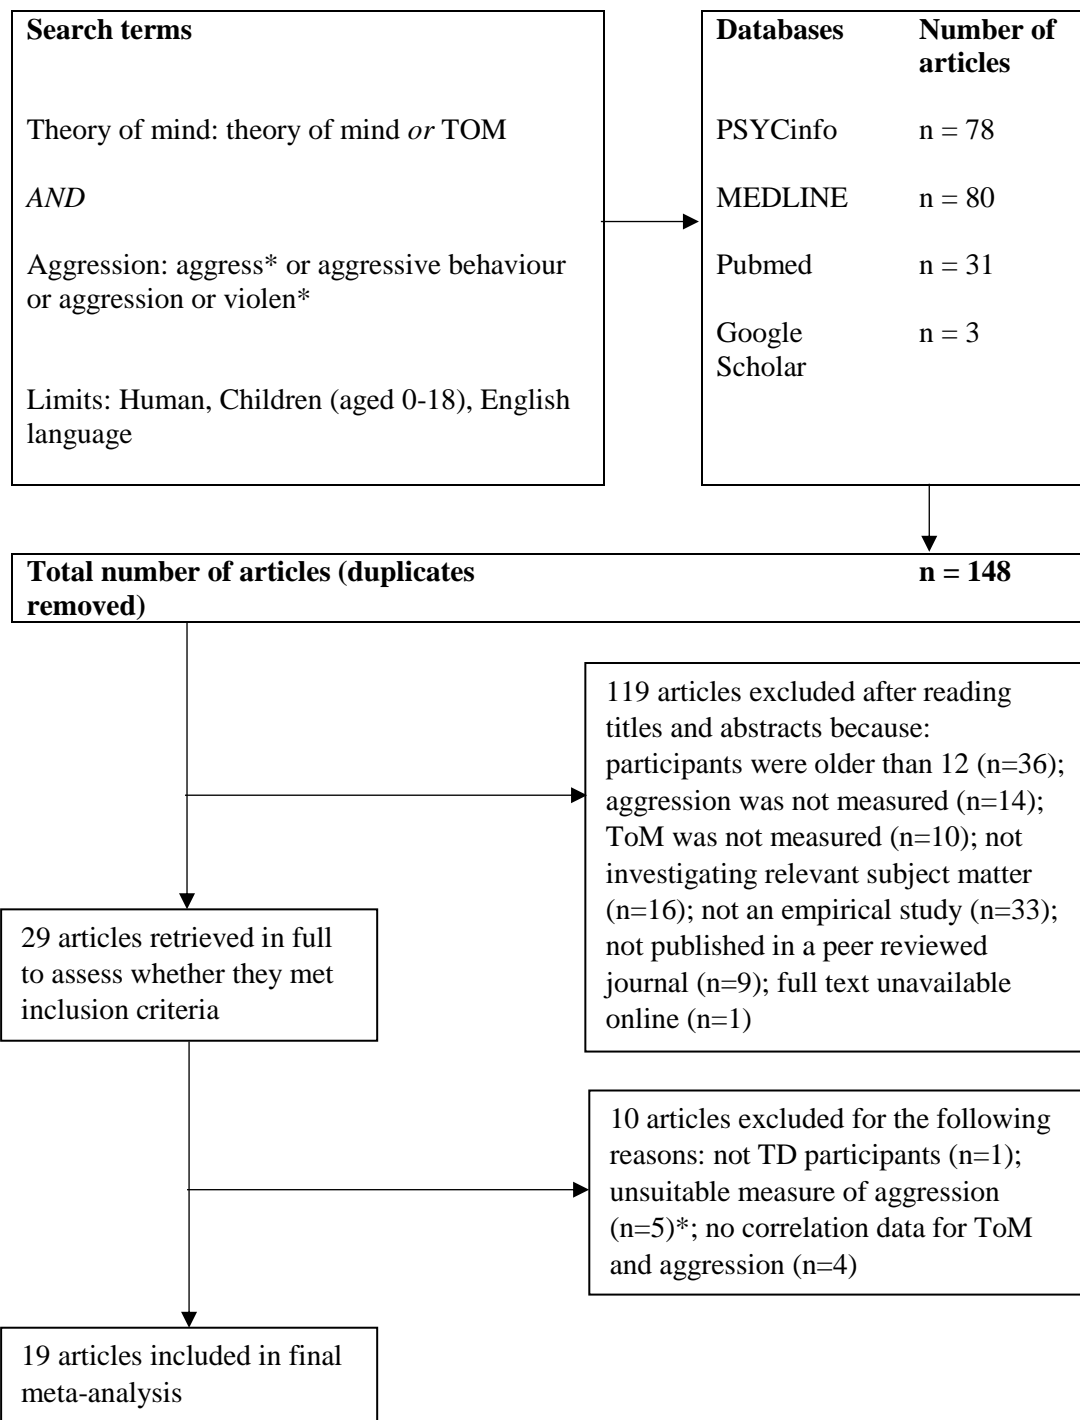 Search terms
Theory of mind: theory of mind or TOM
AND
Aggression: aggress* or aggressive behaviour
or aggression or violen*
Limits: Human, Children (aged 0-18), English
language
Databases Number of
articles
PSYCinfo n = 78
MEDLINE n = 80
Pubmed n = 31
Google n = 3
Scholar
Total number of articles (duplicates n = 148
removed)
119 articles excluded after reading
titles and abstracts because:
participants were older than 12 (n=36);
aggression was not measured (n=14);
ToM was not measured (n=10); not
investigating relevant subject matter
(n=16); not an empirical study (n=33);
not published in a peer reviewed
journal (n=9); full text unavailable
online (n=1)
29 articles retrieved in full
to assess whether they met
inclusion criteria
10 articles excluded for the following
reasons: not TD participants (n=1);
unsuitable measure of aggression
(n=5)*; no correlation data for ToM
and aggression (n=4)
19 articles included in final
meta-analysis